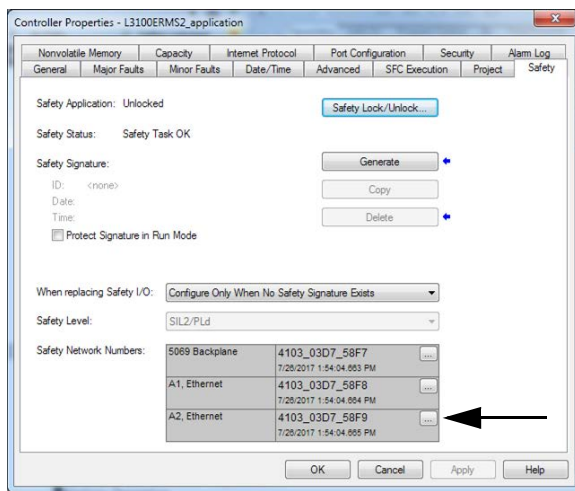 Controller Properties - L3100ERMS2_application
Nonvolatile Memory Capacity Internet Protocol Port Configuration Security Alarm Log
General Major Faults Minor Faults Date/Time Advanced SFC Execution Project Safety
Safety Application: Unlocked Safety Lock/Unlock...
Safety Status: Safety Task OK
Safety Signature: Generate
ID: <none> Copy
Date:
Time: Delete
Protect Signature in Run Mode
When replacing Safety I/O: Configure Only When No Safety Signature Exists
Safety Level: SIL2/PLd
Safety Network Numbers: 5069 Backplane 4103_03D7_58F7 ...
7/26/2017 1:54:04.663 PM
A1, Ethernet 4103_03D7_58F8 ...
7/26/2017 1:54:04.664 PM
A2, Ethernet 4103_03D7_58F9 ...
7/26/2017 1:54:04.665 PM
OK Cancel Apply Help